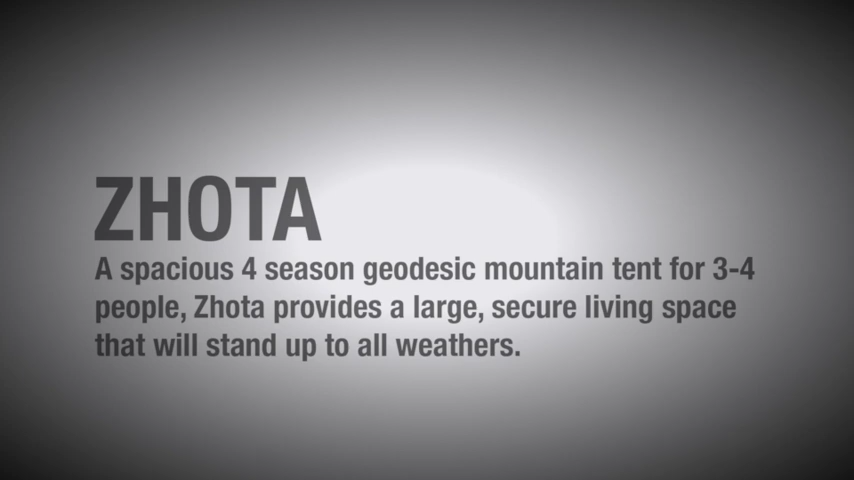 ZHOTA
A spacious 4 season geodesic mountain tent for 3-4
people, Zhota provides a large, secure living space
that will stand up to all weathers.